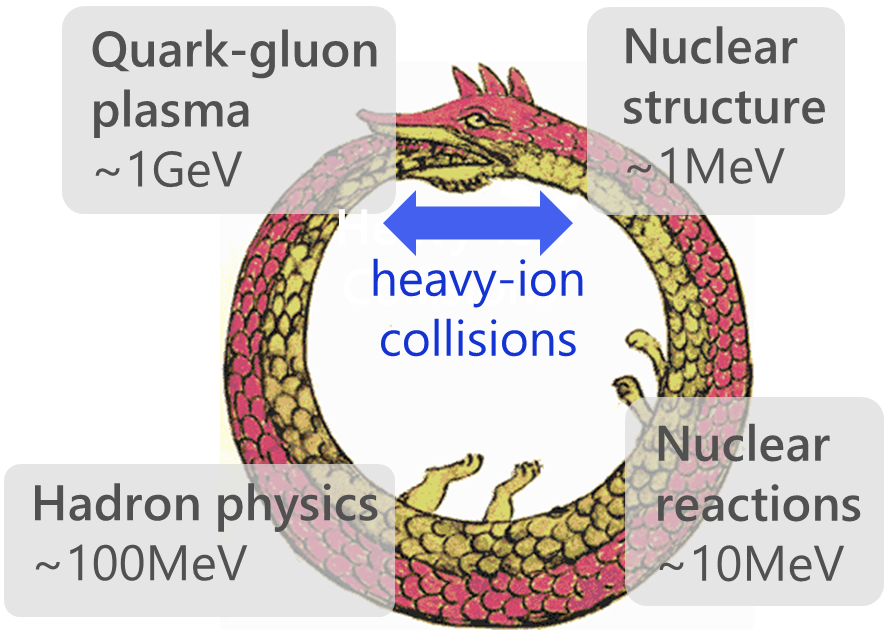 Quark-gluon
plasma
~1GeV
Nuclear
structure
~1MeV
heavy-ion
collisions
Hadron physics
~100MeV
Nuclear
reactions
~10MeV